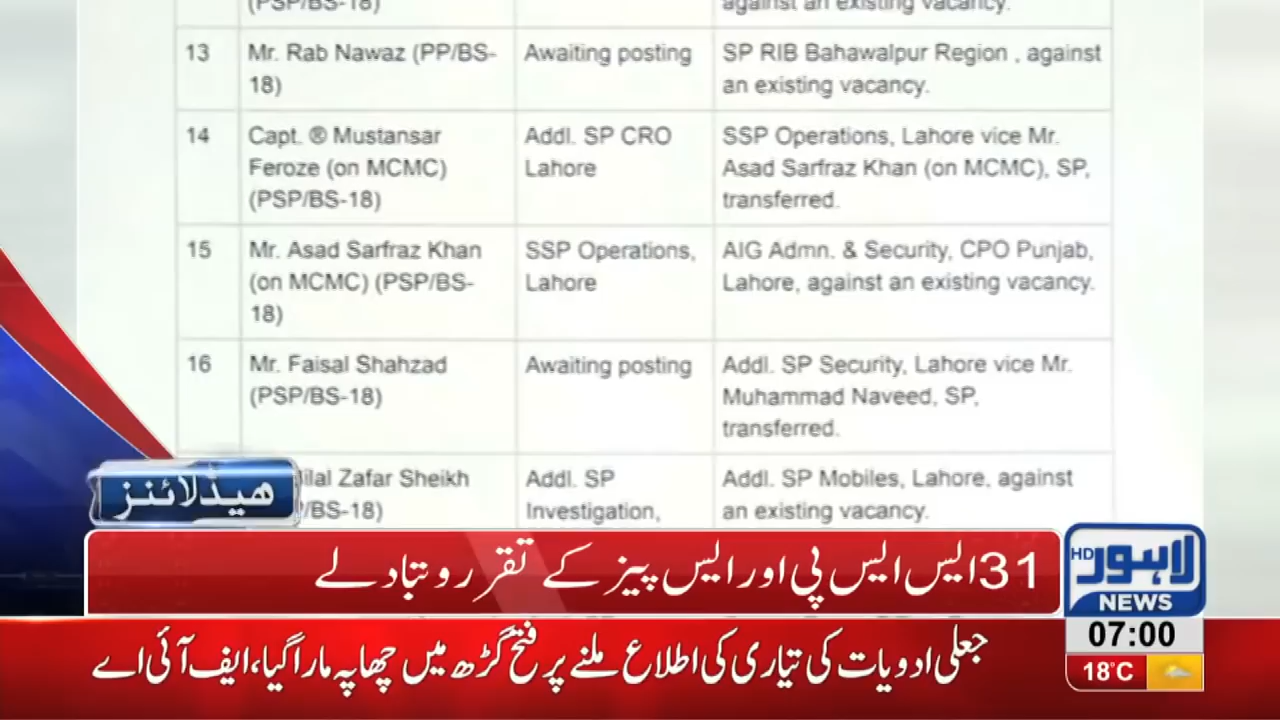 (PSP/BS-18)
against an existing vacancy.
13
Mr. Rab Nawaz (PP/BS-
18)
Awaiting posting
SP RIB Bahawalpur Region , against
an existing vacancy.
14
Capt. ® Mustansar
Feroze (on MCMC)
(PSP/BS-18)
Addl. SP CRO
Lahore
SSP Operations, Lahore vice Mr.
Asad Sarfraz Khan (on MCMC), SP,
transferred.
15
Mr. Asad Sarfraz Khan
(on MCMC) (PSP/BS-
18)
SSP Operations,
Lahore
AIG Admn. & Security, CPO Punjab,
Lahore, against an existing vacancy.
16
Mr. Faisal Shahzad
(PSP/BS-18)
Awaiting posting
Addl. SP Security, Lahore vice Mr.
Muhammad Naveed, SP,
transferred.
ilal Zafar Sheikh
/BS-18)
Addl. SP
Investigation,
Addl. SP Mobiles, Lahore, against
an existing vacancy.
ہیڈلائنز
31 ایس ایس پی اور ایس پیز کے تقرر و تبادلے
HD لاہور
NEWS
07:00
18°C
جعلی ادویات کی تیاری کی اطلاع ملنے پر فتح گڑھ میں چھاپہ مارا گیا، ایف آئی اے